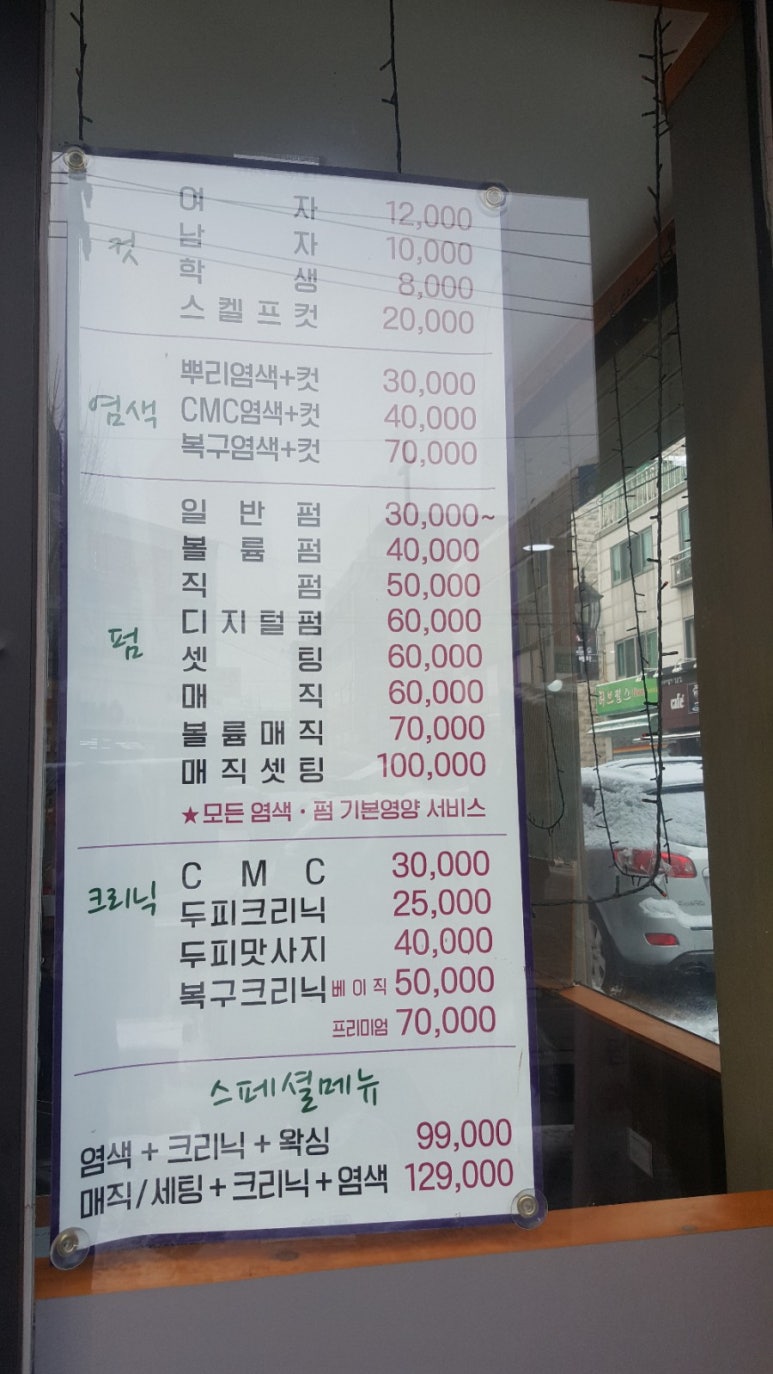 컷
여 자 12,000
남 자 10,000
학 생 8,000
스 켈 프 컷 20,000
염색
뿌리염색+컷 30,000
CMC염색+컷 40,000
복구염색+컷 70,000
펌
일 반 펌 30,000~
볼 륨 펌 40,000
직 펌 50,000
디 지 털 펌 60,000
셋 팅 60,000
매 직 60,000
볼 륨 매 직 70,000
매 직 셋 팅 100,000
★모든 염색・펌 기본영양 서비스
크리닉
C M C 30,000
두피크리닉 25,000
두피맛사지 40,000
복구크리닉 베 이 직 50,000
프리미엄 70,000
스페셜메뉴
염색 + 크리닉 + 왁싱 99,000
매직/세팅+크리닉+염색 129,000
café